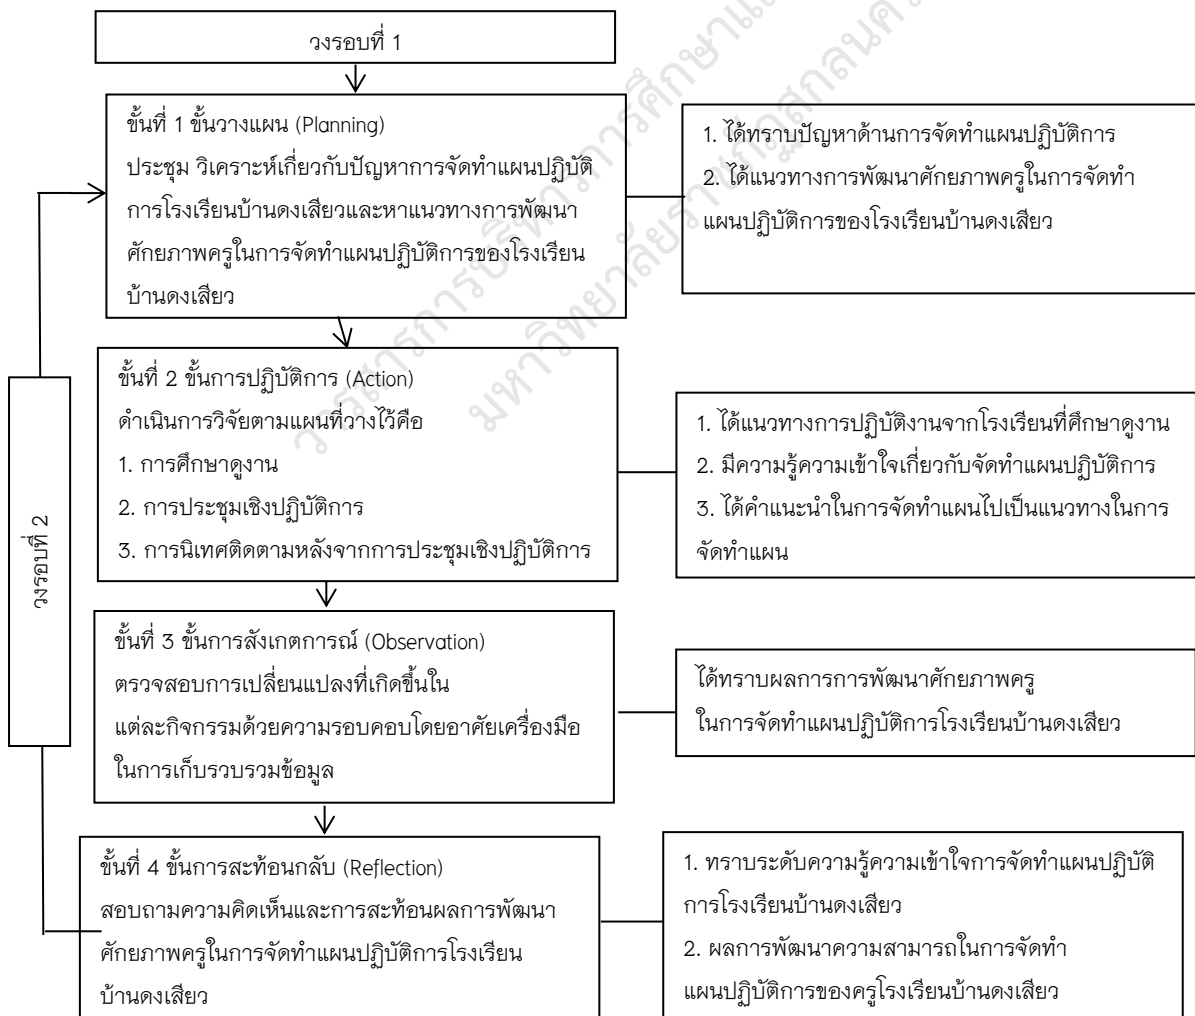 วงรอบที่ 1
ขั้นที่ 1 ขั้นวางแผน (Planning)
ประชุม วิเคราะห์เกี่ยวกับปัญหาการจัดทำแผนปฏิบัติ
การโรงเรียนบ้านดงเสียวและหาแนวทางการพัฒนา
ศักยภาพครูในการจัดทำแผนปฏิบัติการของโรงเรียน
บ้านดงเสียว
1. ได้ทราบปัญหาด้านการจัดทำแผนปฏิบัติการ
2. ได้แนวทางการพัฒนาศักยภาพครูในการจัดทำ
แผนปฏิบัติการของโรงเรียนบ้านดงเสียว
ขั้นที่ 2 ขั้นการปฏิบัติการ (Action)
ดำเนินการวิจัยตามแผนที่วางไว้คือ
1. การศึกษาดูงาน
2. การประชุมเชิงปฏิบัติการ
3. การนิเทศติดตามหลังจากการประชุมเชิงปฏิบัติการ
1. ได้แนวทางการปฏิบัติงานจากโรงเรียนที่ศึกษาดูงาน
2. มีความรู้ความเข้าใจเกี่ยวกับจัดทำแผนปฏิบัติการ
3. ได้คำแนะนำในการจัดทำแผนไปเป็นแนวทางในการ
จัดทำแผน
วงรอบที่ 2
ขั้นที่ 3 ขั้นการสังเกตการณ์ (Observation)
ตรวจสอบการเปลี่ยนแปลงที่เกิดขึ้นใน
แต่ละกิจกรรมด้วยความรอบคอบโดยอาศัยเครื่องมือ
ในการเก็บรวบรวมข้อมูล
ได้ทราบผลการการพัฒนาศักยภาพครู
ในการจัดทำแผนปฏิบัติการโรงเรียนบ้านดงเสียว
ขั้นที่ 4 ขั้นการสะท้อนกลับ (Reflection)
สอบถามความคิดเห็นและการสะท้อนผลการพัฒนา
ศักยภาพครูในการจัดทำแผนปฏิบัติการโรงเรียน
บ้านดงเสียว
1. ทราบระดับความรู้ความเข้าใจการจัดทำแผนปฏิบัติ
การโรงเรียนบ้านดงเสียว
2. ผลการพัฒนาความสามารถในการจัดทำ
แผนปฏิบัติการของครูโรงเรียนบ้านดงเสียว
วารสารการบริหารการศึกษา
มหาวิทยาลัยราชภัฏสกลนคร